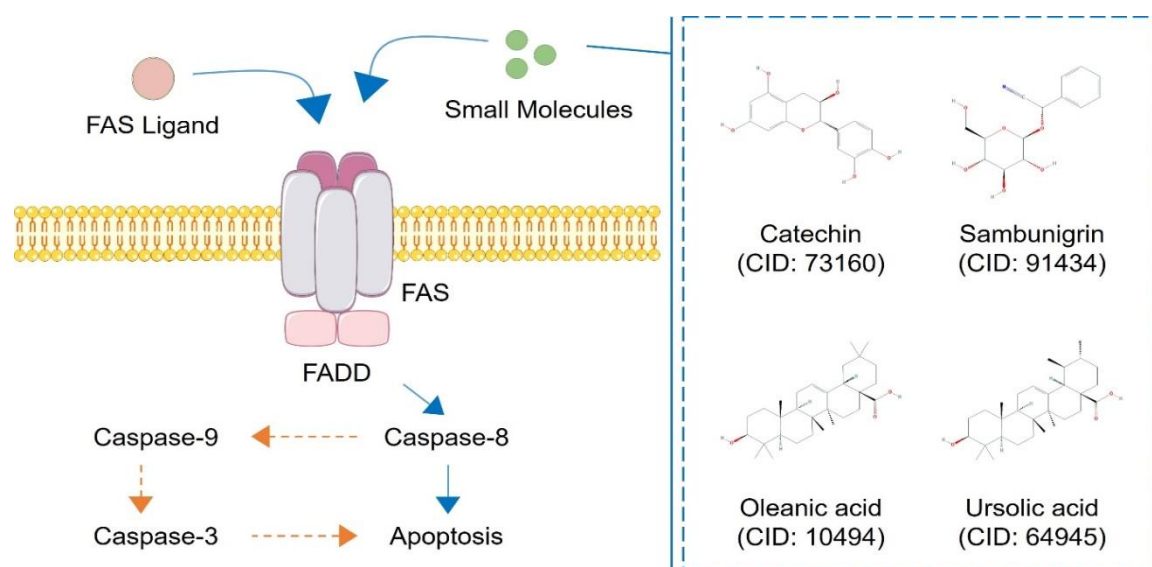 FAS Ligand
Small Molecules
FAS
FADD
Caspase-9
Caspase-8
Caspase-3
Apoptosis
Catechin
(CID: 73160)
Sambunigrin
(CID: 91434)
Oleanic acid
(CID: 10494)
Ursolic acid
(CID: 64945)